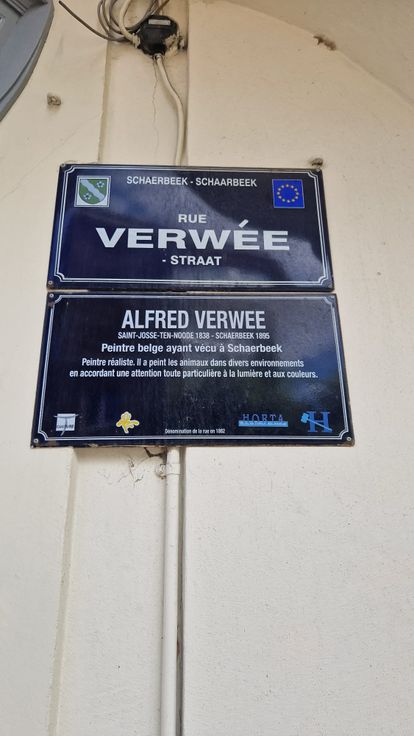 SCHAERBEEK - SCHAARBEEK
RUE
VERWÉE
- STRAAT
ALFRED VERWEE
SAINT-JOSSE-TEN-NOODE 1838 - SCHAERBEEK 1895
Peintre belge ayant vécu à Schaerbeek
Peintre réaliste. Il a peint les animaux dans divers environnements
en accordant une attention toute particulière à la lumière et aux couleurs.
HORTA
H
Dénomination de la rue en